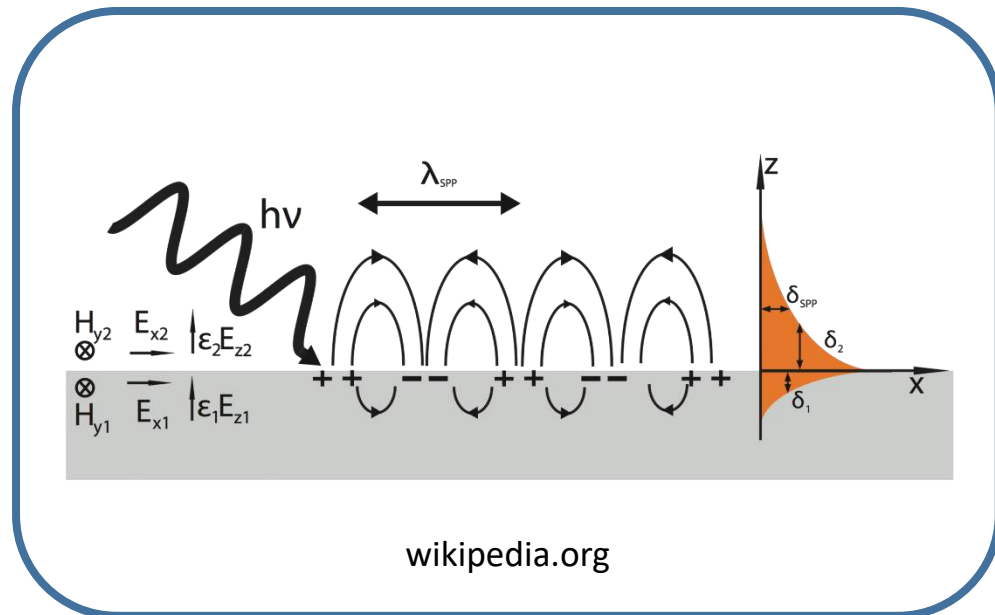 z
λSPP
hν
δSPP
Hy2 Ex2 ε2Ez2
δ2
+ + − − + + − − + +
x
Hy1 Ex1 ε1Ez1
δ1
wikipedia.org